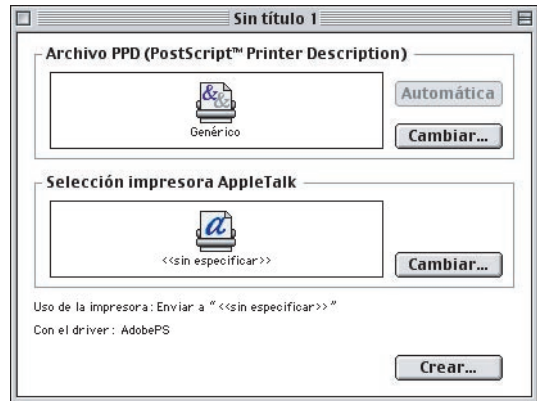 Sin título 1
Archivo PPD (PostScript™ Printer Description)
Genérico
Automática
Cambiar...
Selección impresora AppleTalk
<<sin especificar>>
Cambiar...
Uso de la impresora: Enviar a "<<sin especificar>>"
Con el driver: AdobePS
Crear...